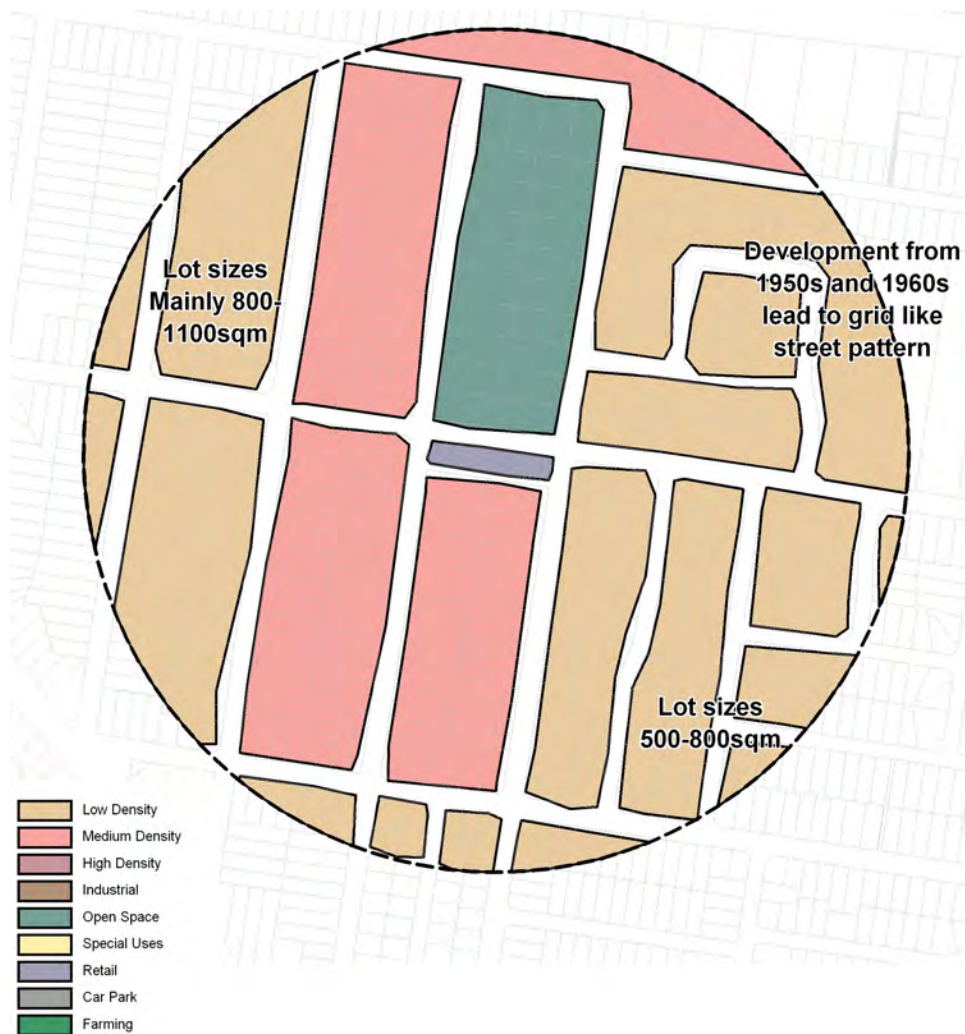 Lot sizes
Mainly 800-
1100sqm
Development from
1950s and 1960s
lead to grid like
street pattern
Lot sizes
500-800sqm
Low Density
Medium Density
High Density
Industrial
Open Space
Special Uses
Retail
Car Park
Farming